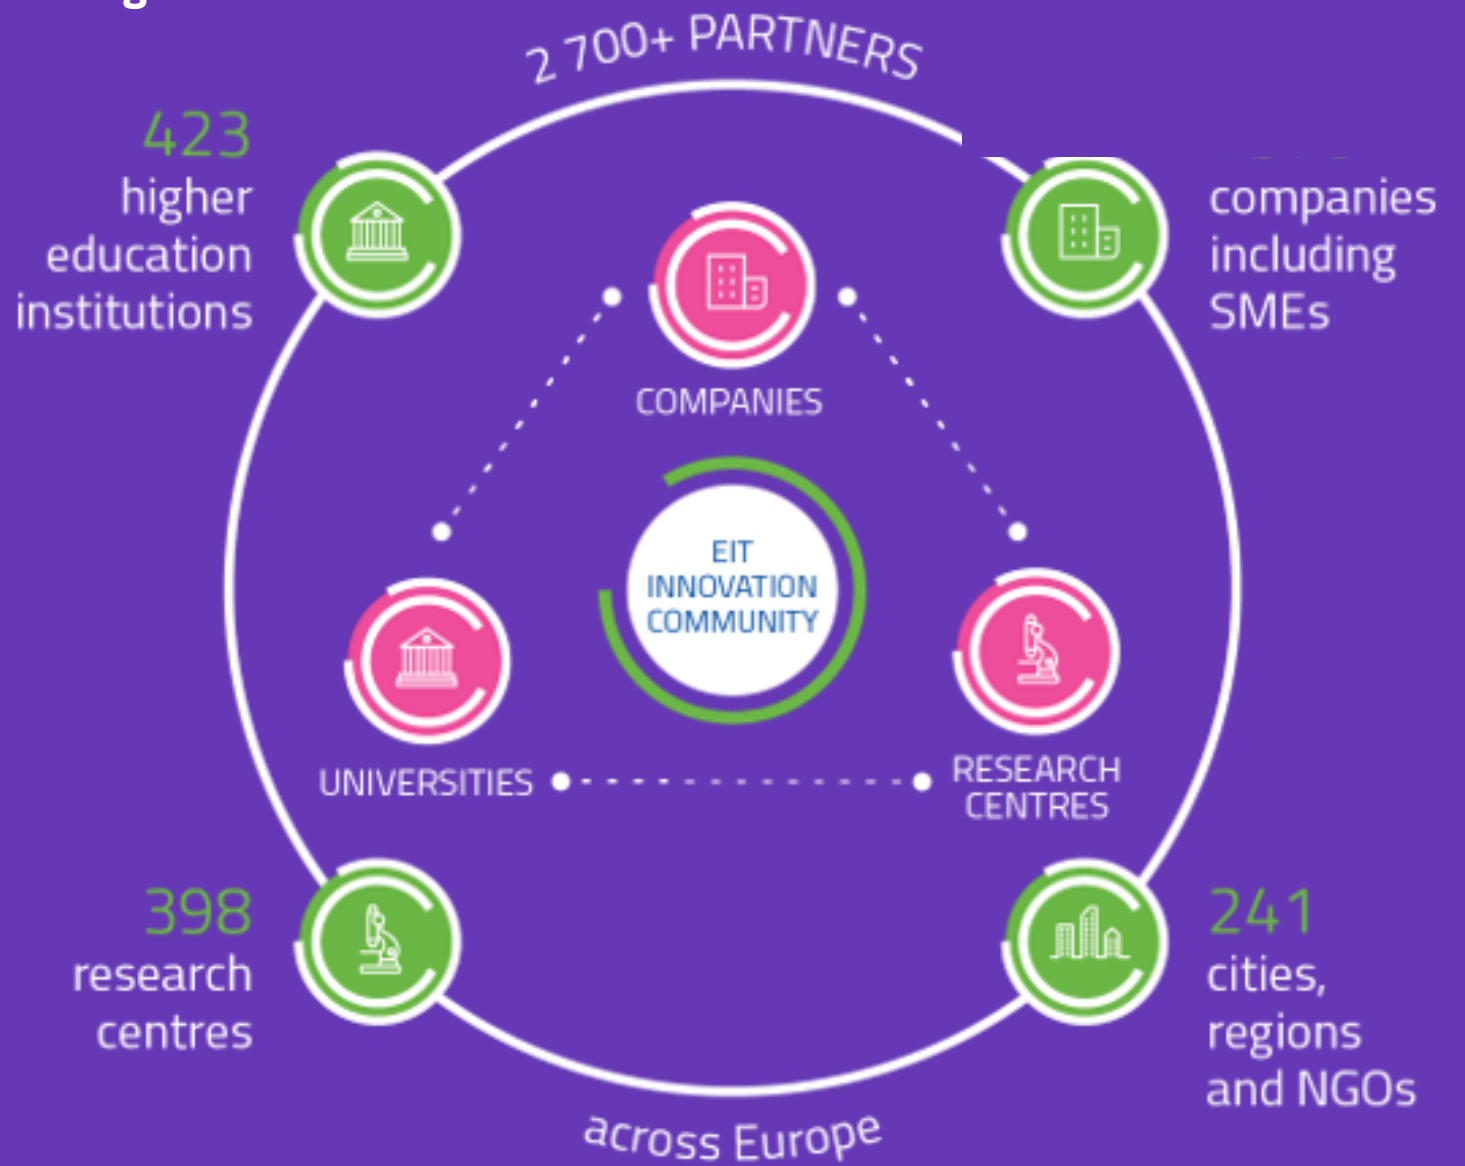 2 700+ PARTNERS
423
higher
education
institutions
companies
including
SMEs
COMPANIES
EIT
INNOVATION
COMMUNITY
UNIVERSITIES
RESEARCH
CENTRES
398
research
centres
241
cities,
regions
and NGOs
across Europe